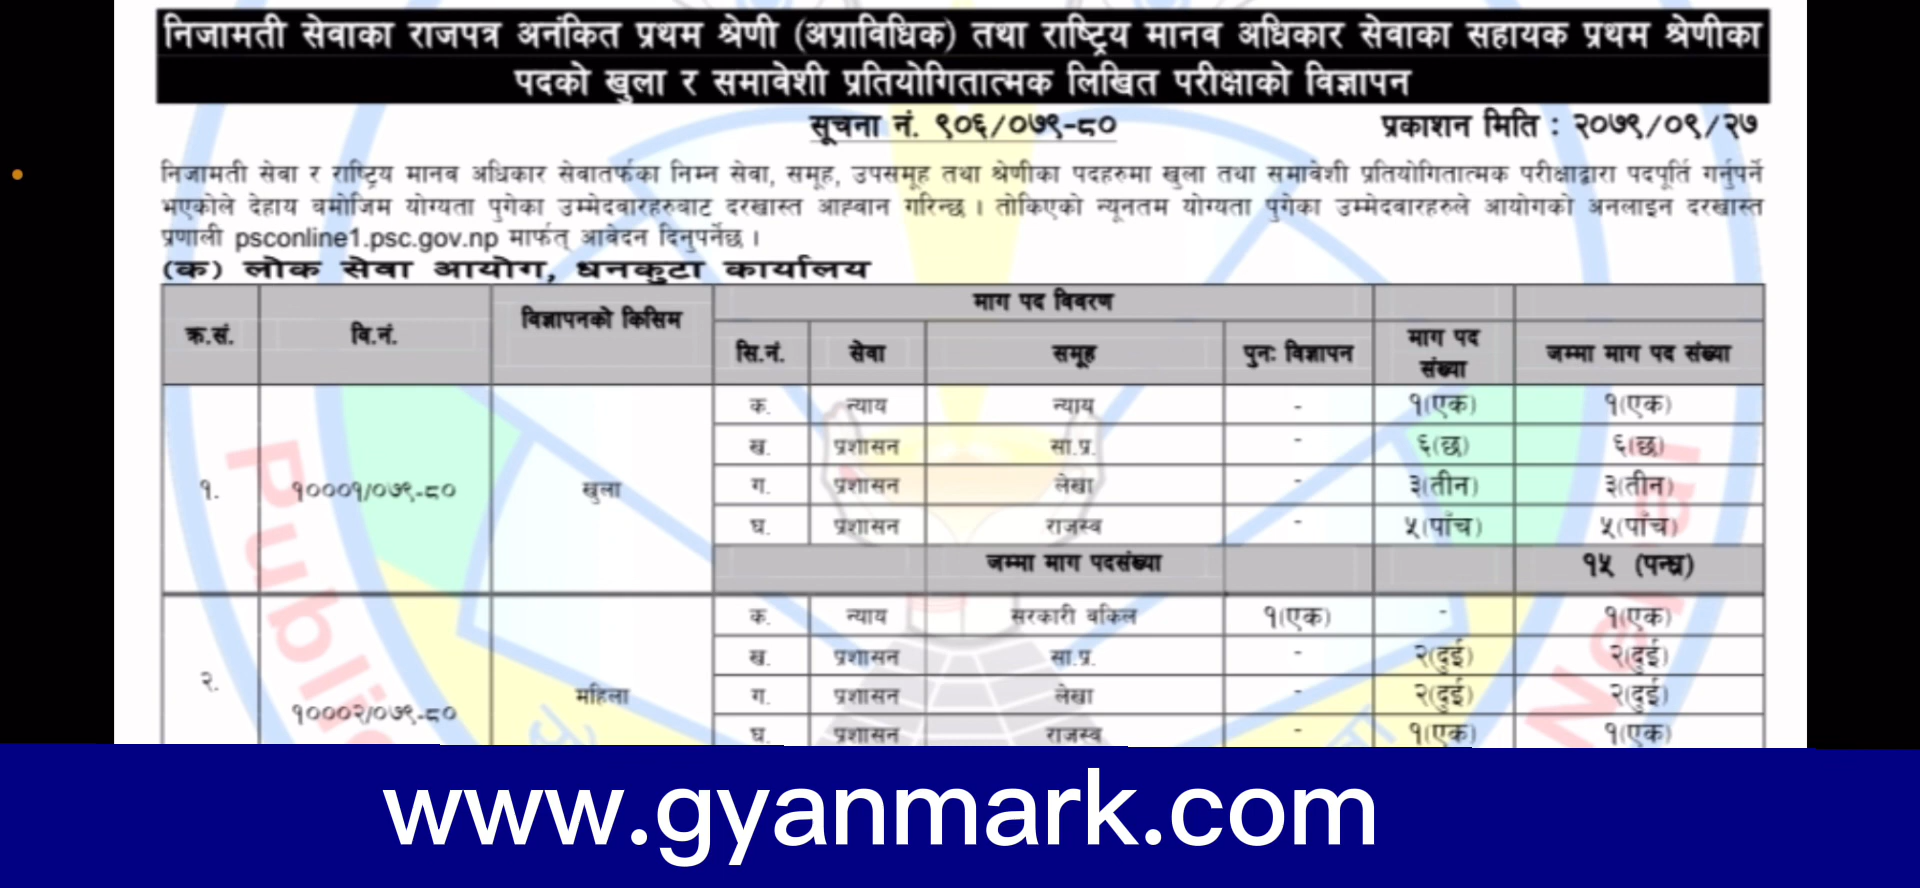 निजामती सेवाका राजपत्र अनंकित प्रथम श्रेणी (अप्राविधिक) तथा राष्ट्रिय मानव अधिकार सेवाका सहायक प्रथम श्रेणीका
पदको खुला र समावेशी प्रतियोगितात्मक लिखित परीक्षाको विज्ञापन
सूचना नं. ९०६/०७९-८० प्रकाशन मिति : २०७९/०९/२७
निजामती सेवा र राष्ट्रिय मानव अधिकार सेवातर्फका निम्न सेवा, समूह, उपसमूह तथा श्रेणीका पदहरुमा खुला तथा समावेशी प्रतियोगितात्मक परीक्षाद्वारा पदपूर्ति गर्नुपर्ने
भएकोले देहाय बमोजिम योग्यता पुगेका उम्मेदवारहरुबाट दरखास्त आह्वान गरिन्छ । तोकिएको न्यूनतम योग्यता पुगेका उम्मेदवारहरुले आयोगको अनलाइन दरखास्त
प्रणाली psconline1.psc.gov.np मार्फत् आवेदन दिनुपर्नेछ ।
(क) लोक सेवा आयोग, धनकुटा कार्यालय
क्र.सं. वि.नं. विज्ञापनको किसिम माग पद विवरण माग पद संख्या जम्मा माग पद संख्या
सि.नं. सेवा समूह पुनः विज्ञापन
१. १०००१/०७९-८० खुला
क. न्याय न्याय - १(एक) १(एक)
ख. प्रशासन सा.प्र. - ६(छ) ६(छ)
ग. प्रशासन लेखा - ३(तीन) ३(तीन)
घ. प्रशासन राजस्व - ५(पाँच) ५(पाँच)
जम्मा माग पदसंख्या १५ (पन्ध्र)
२. १०००२/०७९-८० महिला
क. न्याय सरकारी वकिल १(एक) - १(एक)
ख. प्रशासन सा.प्र. - २(दुई) २(दुई)
ग. प्रशासन लेखा - २(दुई) २(दुई)
घ. प्रशासन राजस्व - १(एक) १(एक)
Public
www.gyanmark.com